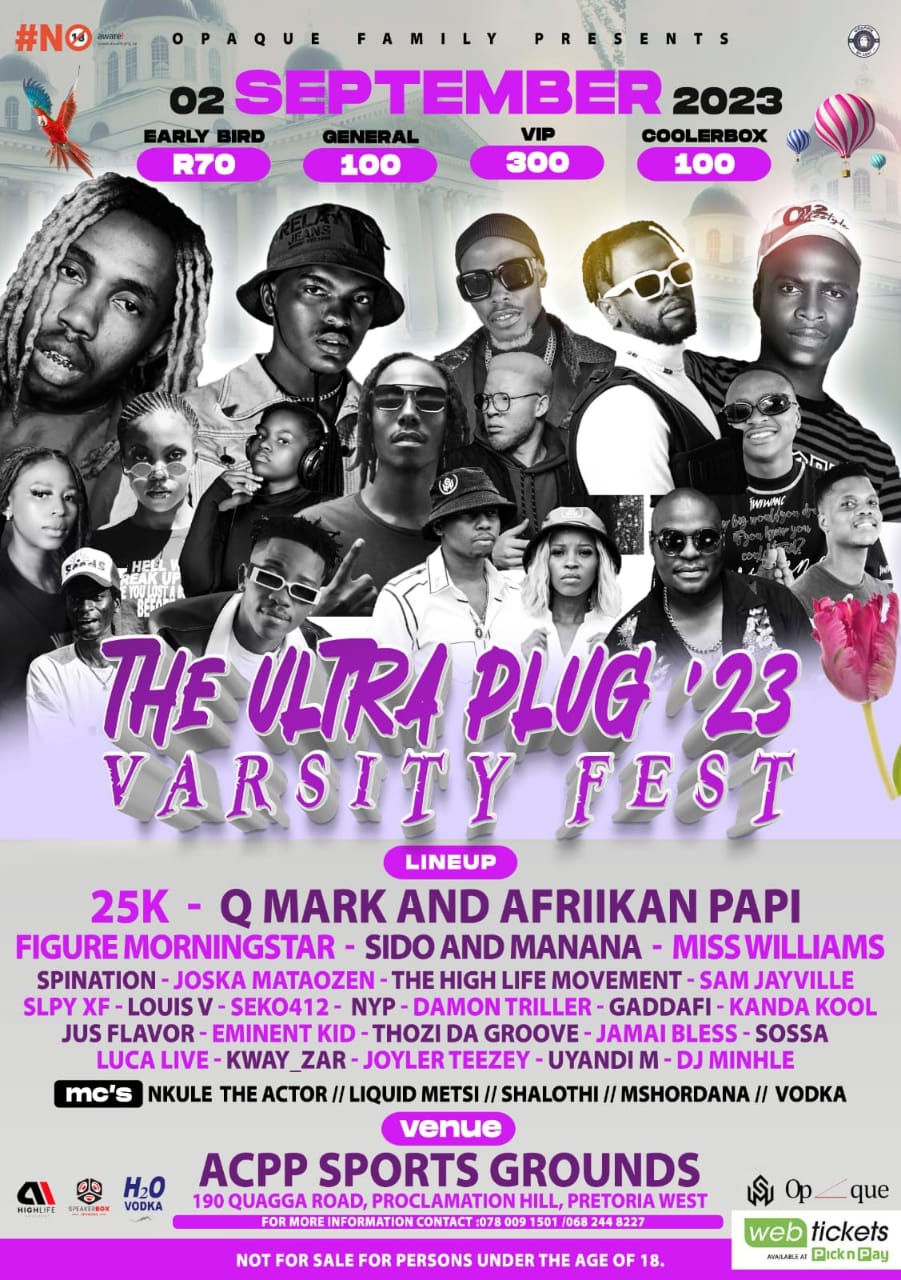 #NO 18 aware!
OPAQUE FAMILY PRESENTS
02 SEPTEMBER 2023
EARLY BIRD GENERAL VIP COOLERBOX
R70 100 300 100
RELAX
JEANS
012
Lifestyle
THE ULTRA PLUG '23
VARSITY FEST
LINEUP
25K - Q MARK AND AFRIIKAN PAPI
FIGURE MORNINGSTAR - SIDO AND MANANA - MISS WILLIAMS
SPINATION - JOSKA MATAOZEN - THE HIGH LIFE MOVEMENT - SAM JAYVILLE
SLPY XF - LOUIS V - SEKO412 - NYP - DAMON TRILLER - GADDAFI - KANDA KOOL
JUS FLAVOR - EMINENT KID - THOZI DA GROOVE - JAMAI BLESS - SOSSA
LUCA LIVE - KWAY_ZAR - JOYLER TEEZEY - UYANDI M - DJ MINHLE
mc's NKULE THE ACTOR // LIQUID METSI // SHALOTHI // MSHORDANA // VODKA
venue
ACPP SPORTS GROUNDS
190 QUAGGA ROAD, PROCLAMATION HILL, PRETORIA WEST
FOR MORE INFORMATION CONTACT :078 009 1501 /068 244 8227
HIGHLIFE
SPEAKERBOX
H2O
VODKA
Opaque
webtickets
AVAILABLE AT Pick n Pay
NOT FOR SALE FOR PERSONS UNDER THE AGE OF 18.